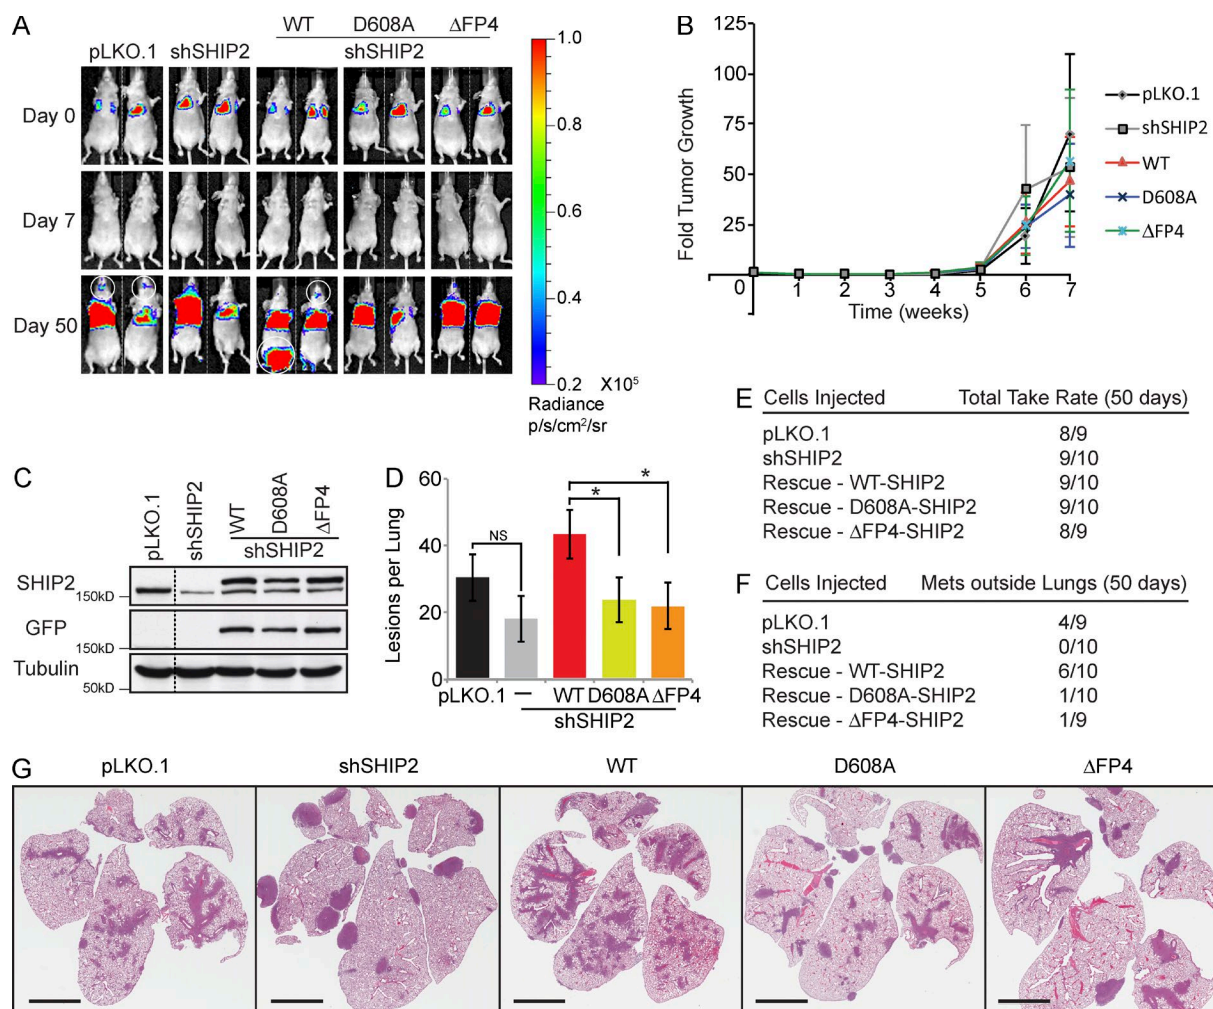 A
WT D608A ΔFP4
pLKO.1 shSHIP2 shSHIP2
Day 0
Day 7
Day 50
1.0
0.8
0.6
0.4
0.2 X10⁵
Radiance
p/s/cm²/sr
B
Fold Tumor Growth
125
100
75
50
25
0
1 2 3 4 5 6 7
Time (weeks)
pLKO.1
shSHIP2
WT
D608A
ΔFP4
C
pLKO.1 shSHIP2 WT D608A ΔFP4
shSHIP2
SHIP2 150kD
GFP 150kD
Tubulin 50kD
D
Lesions per Lung
60
40
20
0
NS * *
pLKO.1 — WT D608A ΔFP4
shSHIP2
E Cells Injected Total Take Rate (50 days)
pLKO.1 8/9
shSHIP2 9/10
Rescue - WT-SHIP2 9/10
Rescue - D608A-SHIP2 9/10
Rescue - ΔFP4-SHIP2 8/9
F Cells Injected Mets outside Lungs (50 days)
pLKO.1 4/9
shSHIP2 0/10
Rescue - WT-SHIP2 6/10
Rescue - D608A-SHIP2 1/10
Rescue - ΔFP4-SHIP2 1/9
G pLKO.1 shSHIP2 WT D608A ΔFP4